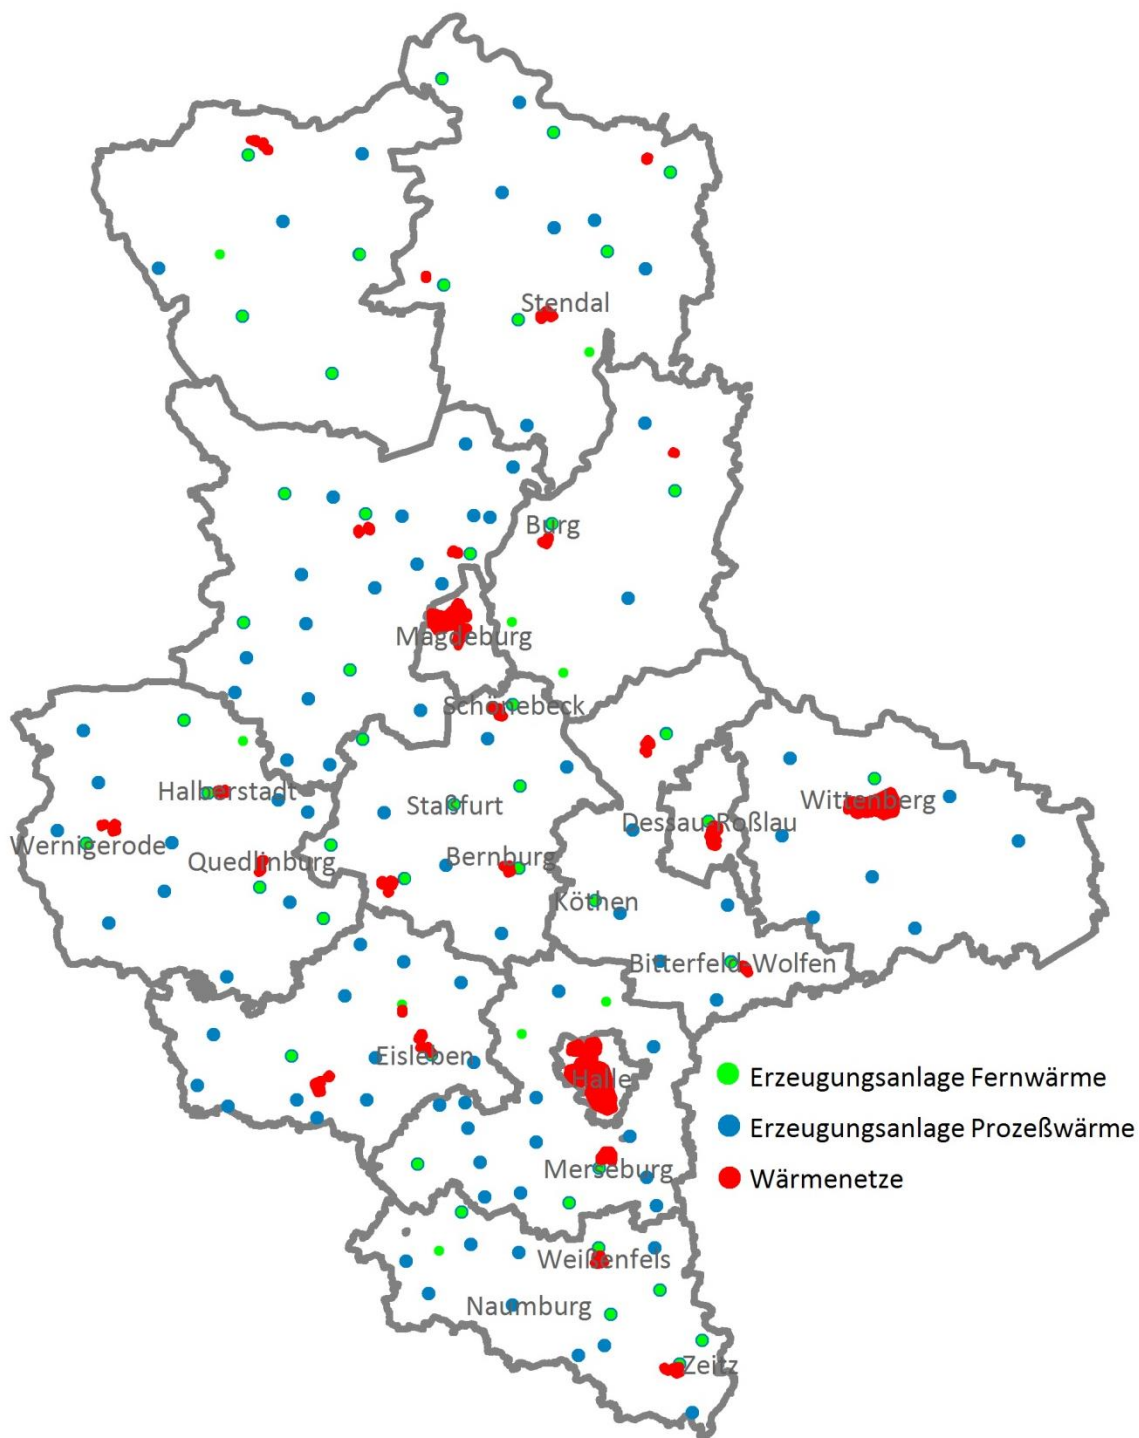 Stendal
Burg
Magdeburg
Schönebeck
Halberstadt
Staßfurt
Wittenberg
Dessau-Roßlau
Wernigerode
Quedlinburg
Bernburg
Köthen
Bitterfeld-Wolfen
Eisleben
Halle
Erzeugungsanlage Fernwärme
Erzeugungsanlage Prozeßwärme
Merseburg
Wärmenetze
Weißenfels
Naumburg
Zeitz